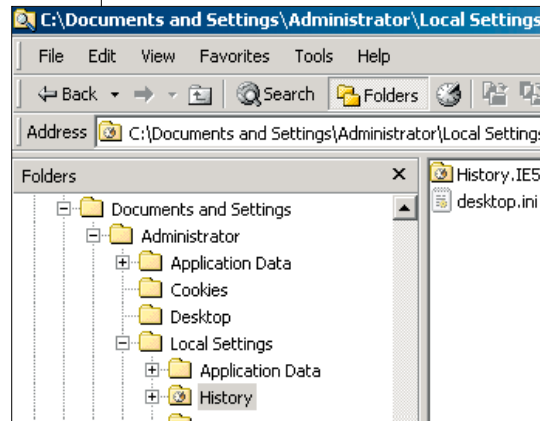 C:\Documents and Settings\Administrator\Local Settings
File Edit View Favorites Tools Help
Back Search Folders
Address C:\Documents and Settings\Administrator\Local Settings
Folders
Documents and Settings
Administrator
Application Data
Cookies
Desktop
Local Settings
Application Data
History
History.IE5
desktop.ini